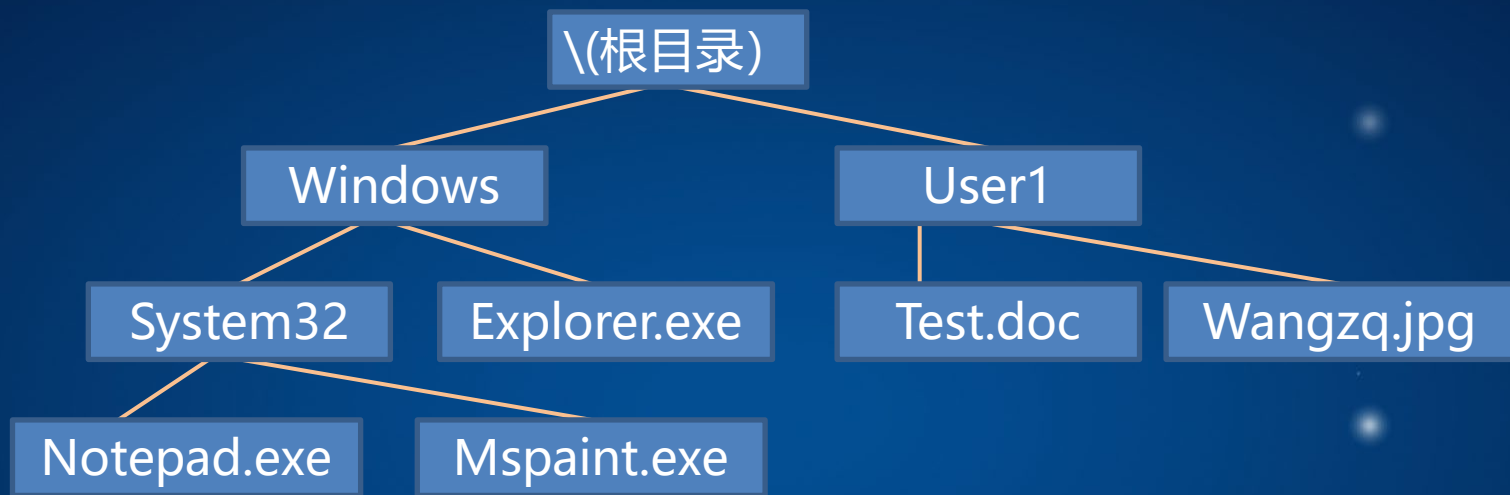 \(根目录)
Windows
User1
System32
Explorer.exe
Test.doc
Wangzq.jpg
Notepad.exe
Mspaint.exe